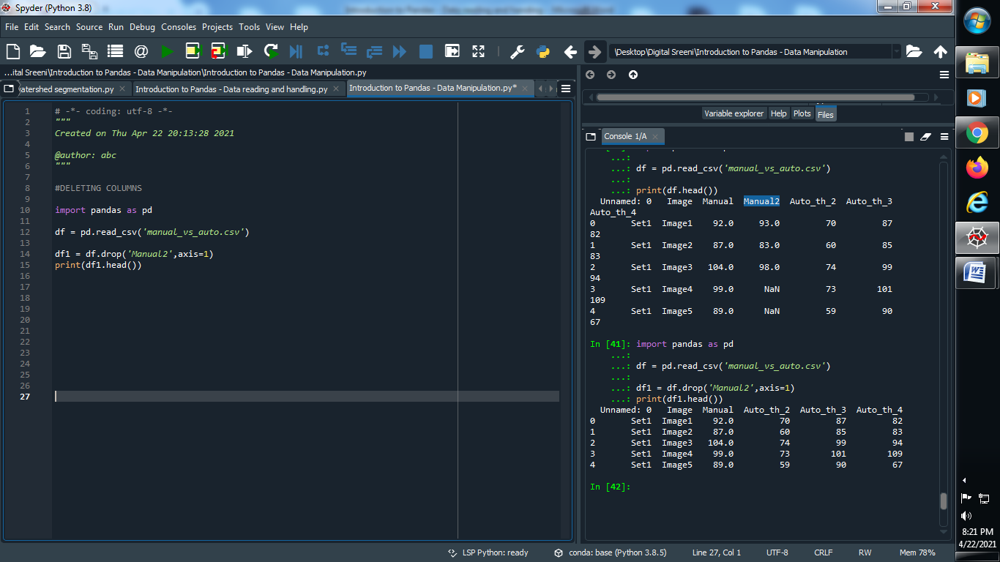 Spyder (Python 3.8)
File Edit Search Source Run Debug Consoles Projects Tools View Help
\Desktop\Digital Sreeni\Introduction to Pandas - Data Manipulation
...ital Sreeni\Introduction to Pandas - Data Manipulation\Introduction to Pandas - Data Manipulation.py
atershed segmentation.py Introduction to Pandas - Data reading and handling.py Introduction to Pandas - Data Manipulation.py*
1 # -*- coding: utf-8 -*-
2 """
3 Created on Thu Apr 22 20:13:28 2021
4
5 @author: abc
6 """
7
8 #DELETING COLUMNS
9
10 import pandas as pd
11
12 df = pd.read_csv('manual_vs_auto.csv')
13
14 df1 = df.drop('Manual2',axis=1)
15 print(df1.head())
16
17
18
19
20
21
22
23
24
25
26
27
Variable explorer Help Plots Files
Console 1/A
...:
...: df = pd.read_csv('manual_vs_auto.csv')
...:
...: print(df.head())
Unnamed: 0 Image Manual Manual2 Auto_th_2 Auto_th_3
Auto_th_4
0 Set1 Image1 92.0 93.0 70 87
82
1 Set1 Image2 87.0 83.0 60 85
83
2 Set1 Image3 104.0 98.0 74 99
94
3 Set1 Image4 99.0 NaN 73 101
109
4 Set1 Image5 89.0 NaN 59 90
67
In [41]: import pandas as pd
...:
...: df = pd.read_csv('manual_vs_auto.csv')
...:
...: df1 = df.drop('Manual2',axis=1)
...: print(df1.head())
Unnamed: 0 Image Manual Auto_th_2 Auto_th_3 Auto_th_4
0 Set1 Image1 92.0 70 87 82
1 Set1 Image2 87.0 60 85 83
2 Set1 Image3 104.0 74 99 94
3 Set1 Image4 99.0 73 101 109
4 Set1 Image5 89.0 59 90 67
In [42]:
LSP Python: ready conda: base (Python 3.8.5) Line 27, Col 1 UTF-8 CRLF RW Mem 78%
8:21 PM
4/22/2021